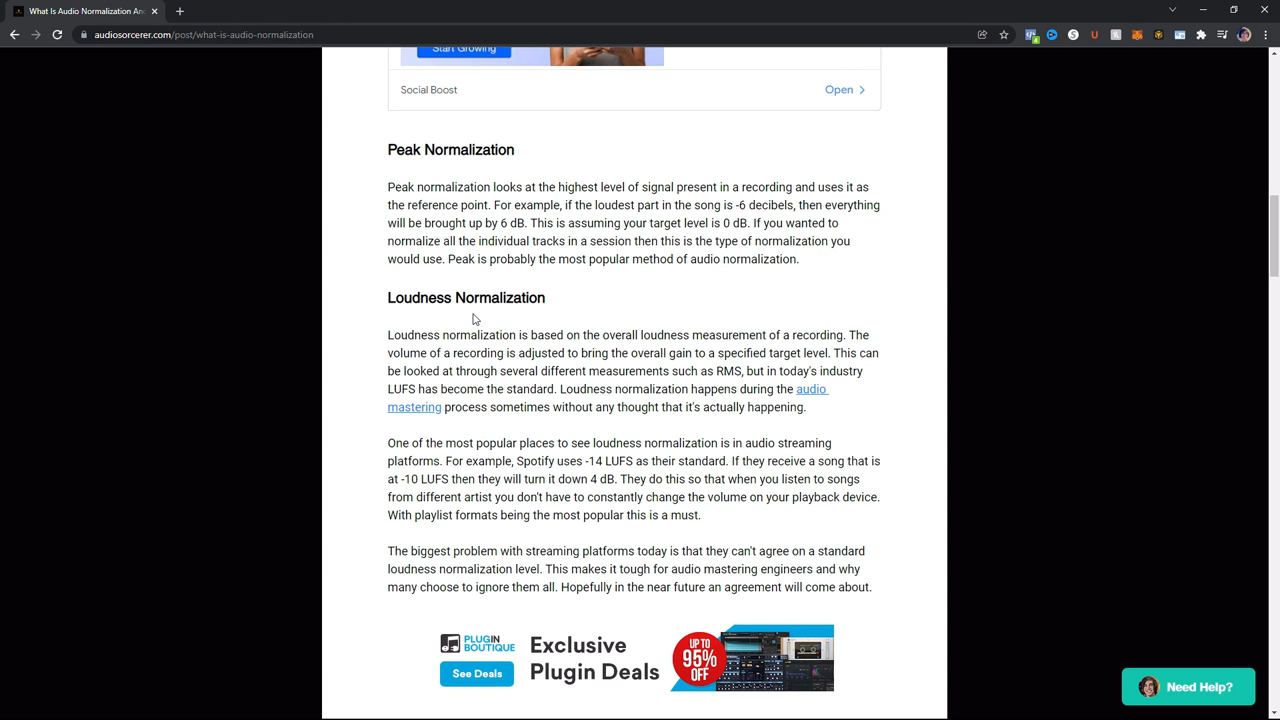 What Is Audio Normalization An
audiosorcerer.com/post/what-is-audio-normalization
Start Growing
Social Boost
Open
Peak Normalization
Peak normalization looks at the highest level of signal present in a recording and uses it as
the reference point. For example, if the loudest part in the song is -6 decibels, then everything
will be brought up by 6 dB. This is assuming your target level is 0 dB. If you wanted to
normalize all the individual tracks in a session then this is the type of normalization you
would use. Peak is probably the most popular method of audio normalization.
Loudness Normalization
Loudness normalization is based on the overall loudness measurement of a recording. The
volume of a recording is adjusted to bring the overall gain to a specified target level. This can
be looked at through several different measurements such as RMS, but in today's industry
LUFS has become the standard. Loudness normalization happens during the audio
mastering process sometimes without any thought that it's actually happening.
One of the most popular places to see loudness normalization is in audio streaming
platforms. For example, Spotify uses -14 LUFS as their standard. If they receive a song that is
at -10 LUFS then they will turn it down 4 dB. They do this so that when you listen to songs
from different artist you don't have to constantly change the volume on your playback device.
With playlist formats being the most popular this is a must.
The biggest problem with streaming platforms today is that they can't agree on a standard
loudness normalization level. This makes it tough for audio mastering engineers and why
many choose to ignore them all. Hopefully in the near future an agreement will come about.
PLUGIN
BOUTIQUE
See Deals
Exclusive
Plugin Deals
UP TO
95%
OFF
Need Help?